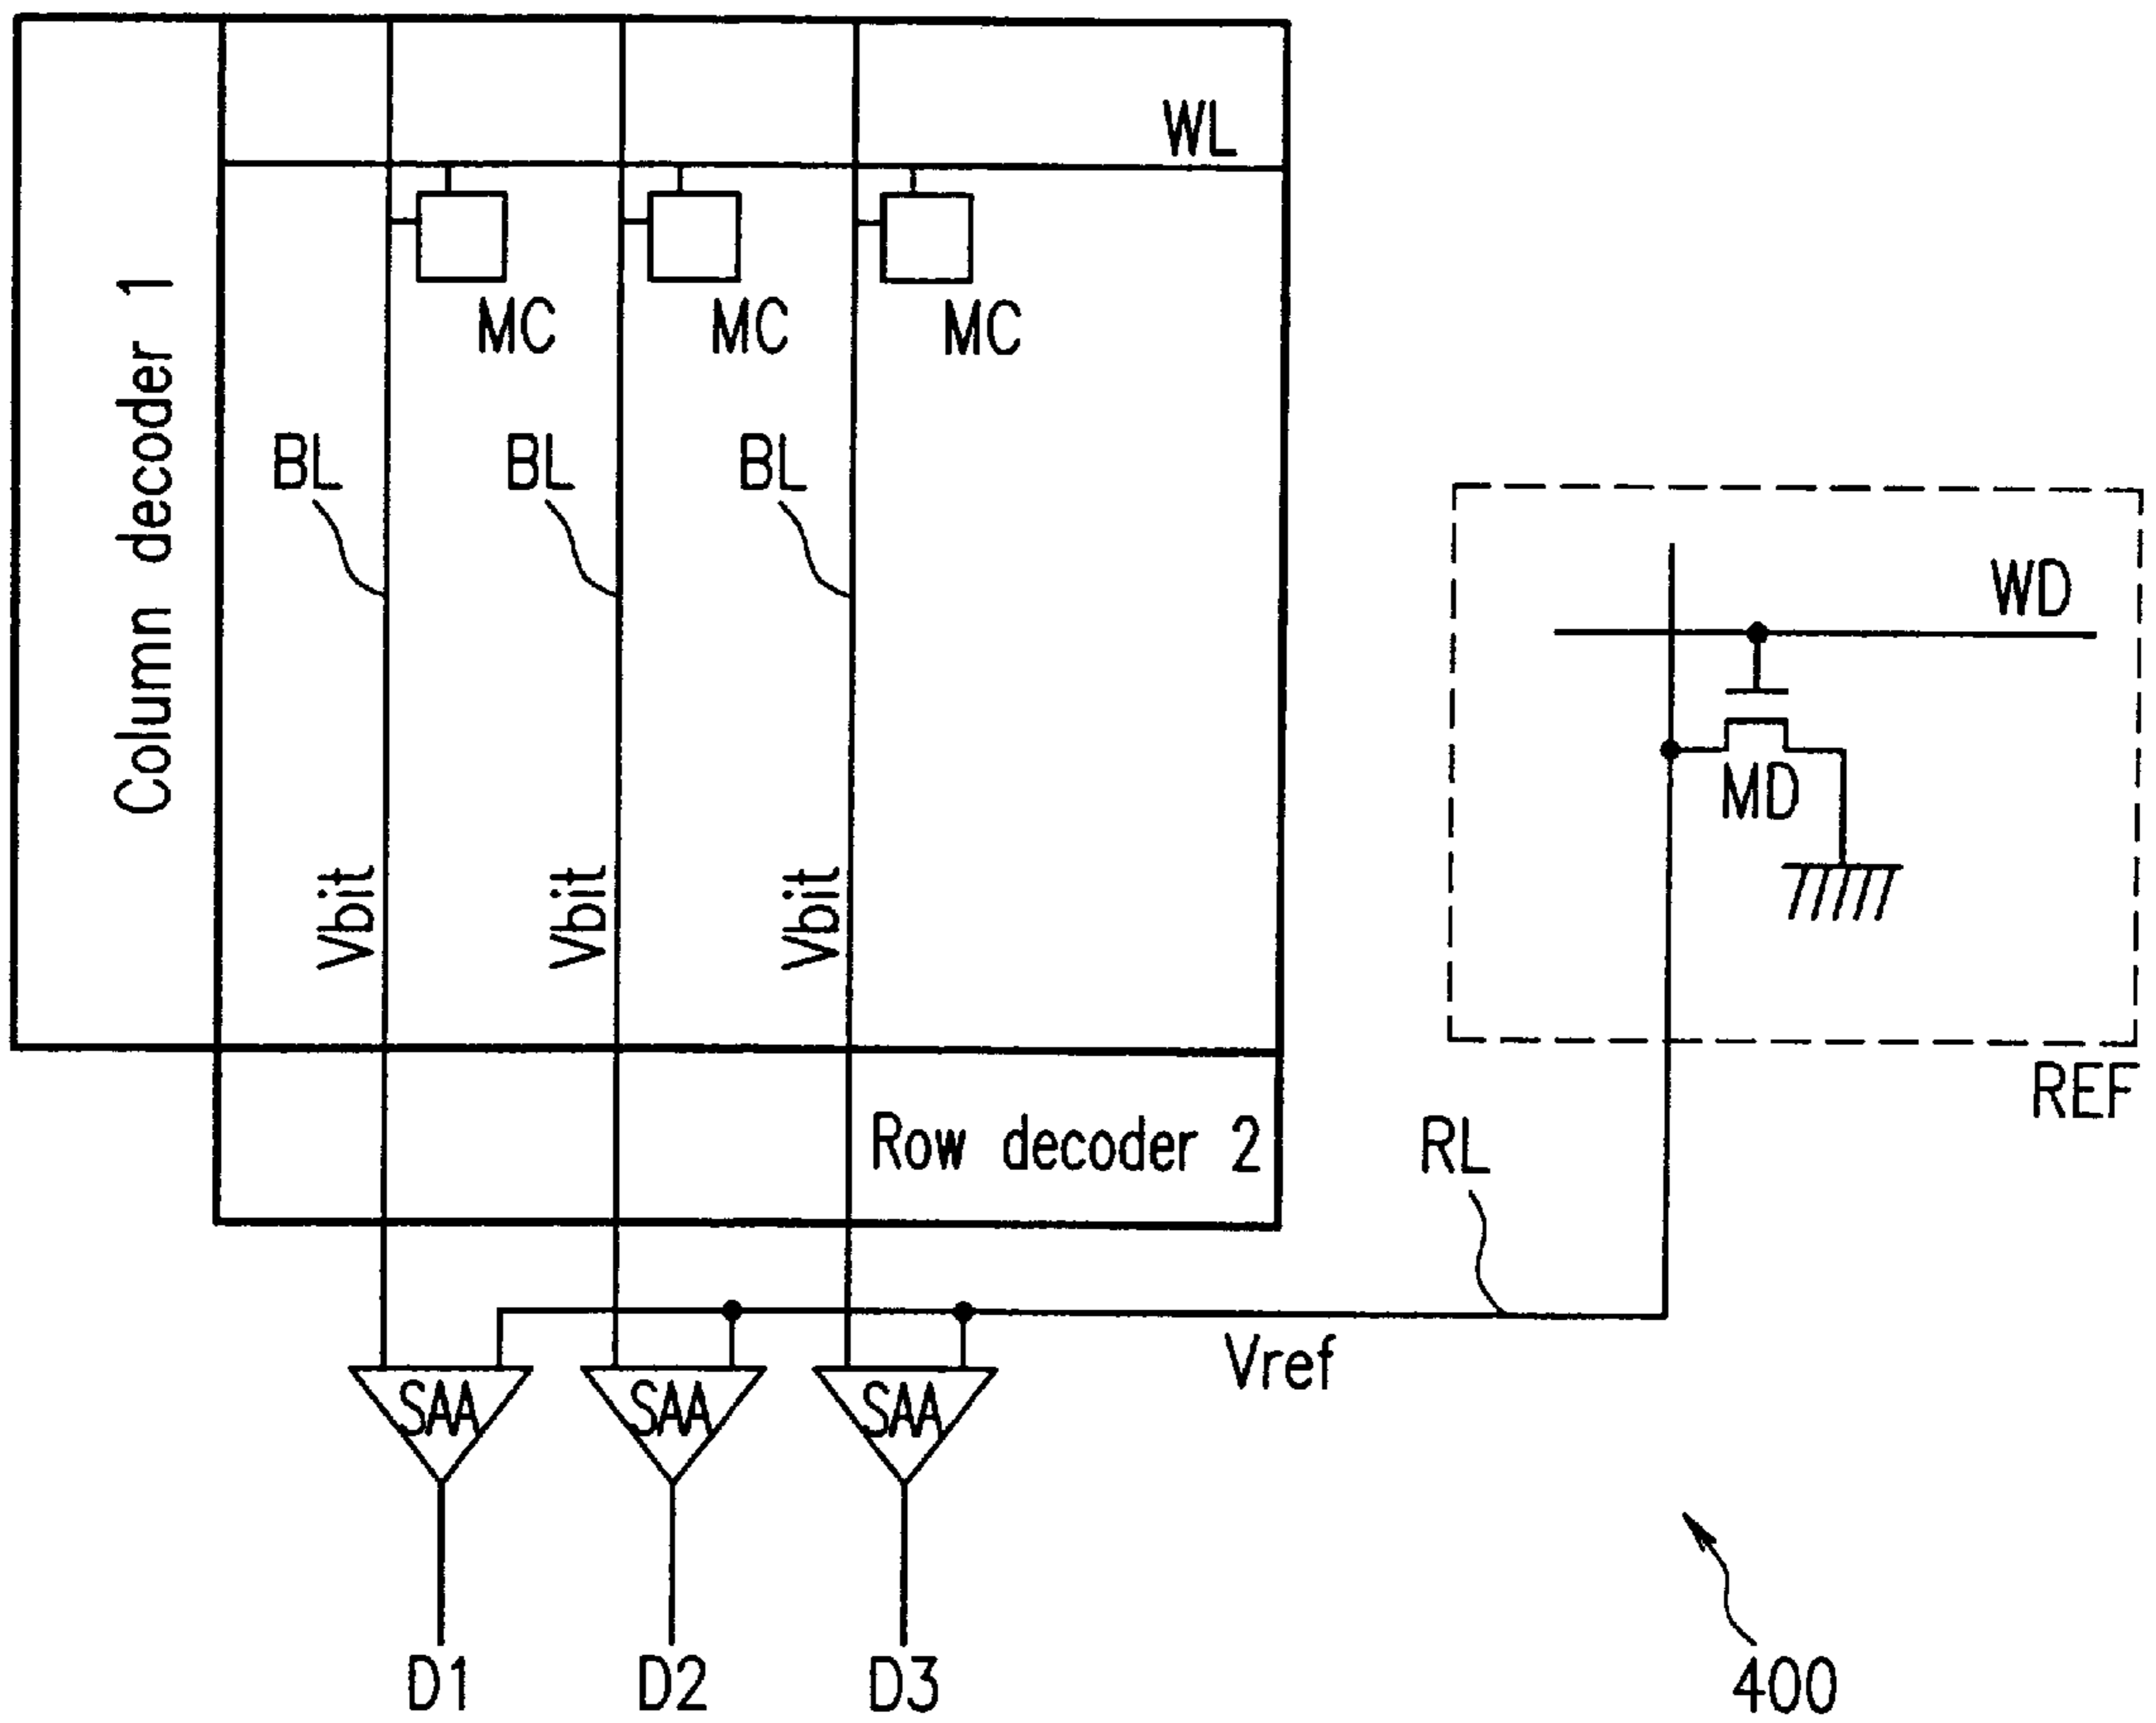 WL
MC
MC
MC
Column decoder 1
BL
BL
BL
WD
MD
Vbit
Vbit
Vbit
REF
Row decoder 2
RL
Vref
SAA
SAA
SAA
D1
D2
D3
400